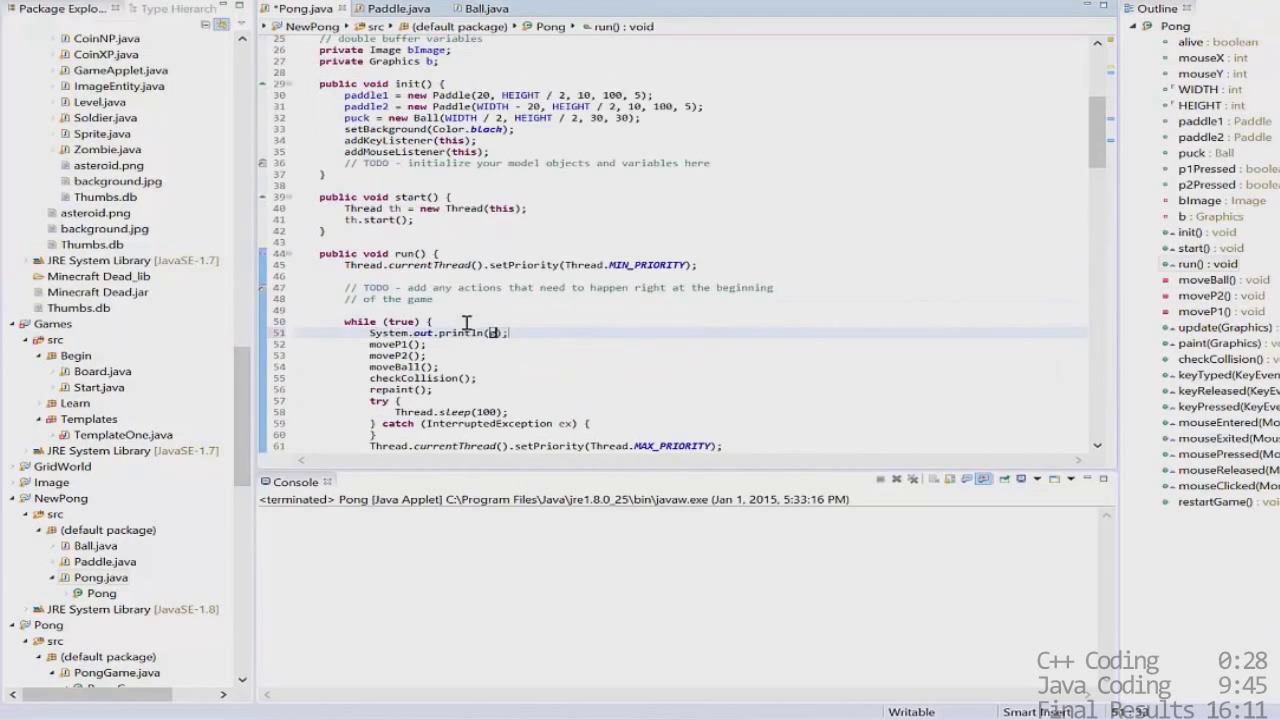 Package Explo...
Type Hierarch
CoinNP.java
CoinXP.java
GameApplet.java
ImageEntity.java
Level.java
Soldier.java
Sprite.java
Zombie.java
asteroid.png
background.jpg
Thumbs.db
asteroid.png
background.jpg
Thumbs.db
JRE System Library [JavaSE-1.7]
Minecraft Dead_lib
Minecraft Dead.jar
Thumbs.db
Games
src
Begin
Board.java
Start.java
Learn
Templates
TemplateOne.java
JRE System Library [JavaSE-1.7]
GridWorld
Image
NewPong
src
(default package)
Ball.java
Paddle.java
Pong.java
Pong
JRE System Library [JavaSE-1.8]
Pong
src
(default package)
PongGame.java
*Pong.java
Paddle.java
Ball.java
NewPong
src
(default package)
Pong
run() : void
25 // double buffer variables
26 private Image bImage;
27 private Graphics b;
28
29 public void init() {
30 paddle1 = new Paddle(20, HEIGHT / 2, 10, 100, 5);
31 paddle2 = new Paddle(WIDTH - 20, HEIGHT / 2, 10, 100, 5);
32 puck = new Ball(WIDTH / 2, HEIGHT / 2, 30, 30);
33 setBackground(Color.black);
34 addKeyListener(this);
35 addMouseListener(this);
36 // TODO - initialize your model objects and variables here
37 }
38
39 public void start() {
40 Thread th = new Thread(this);
41 th.start();
42 }
43
44 public void run() {
45 Thread.currentThread().setPriority(Thread.MIN_PRIORITY);
46
47 // TODO - add any actions that need to happen right at the beginning
48 // of the game
49
50 while (true) {
51 System.out.println();
52 moveP1();
53 moveP2();
54 moveBall();
55 checkCollision();
56 repaint();
57 try {
58 Thread.sleep(100);
59 } catch (InterruptedException ex) {
60 }
61 Thread.currentThread().setPriority(Thread.MAX_PRIORITY);
Console
<terminated> Pong [Java Applet] C:\Program Files\Java\jre1.8.0_25\bin\javaw.exe (Jan 1, 2015, 5:33:16 PM)
Outline
Pong
alive : boolean
mouseX : int
mouseY : int
WIDTH : int
HEIGHT : int
paddle1 : Paddle
paddle2 : Paddle
puck : Ball
p1Pressed : boolea
p2Pressed : boolea
bImage : Image
b : Graphics
init() : void
start() : void
run() : void
moveBall() : void
moveP2() : void
moveP1() : void
update(Graphics) :
paint(Graphics) : v
checkCollision() : v
keyTyped(KeyEven
keyReleased(KeyE
keyPressed(KeyEve
mouseEntered(Mo
mouseExited(Mou
mousePressed(Mo
mouseReleased(M
mouseClicked(Mou
restartGame() : voi
C++ Coding 0:28
Java Coding 9:45
Final Results 16:11
Writable
Smart Insert